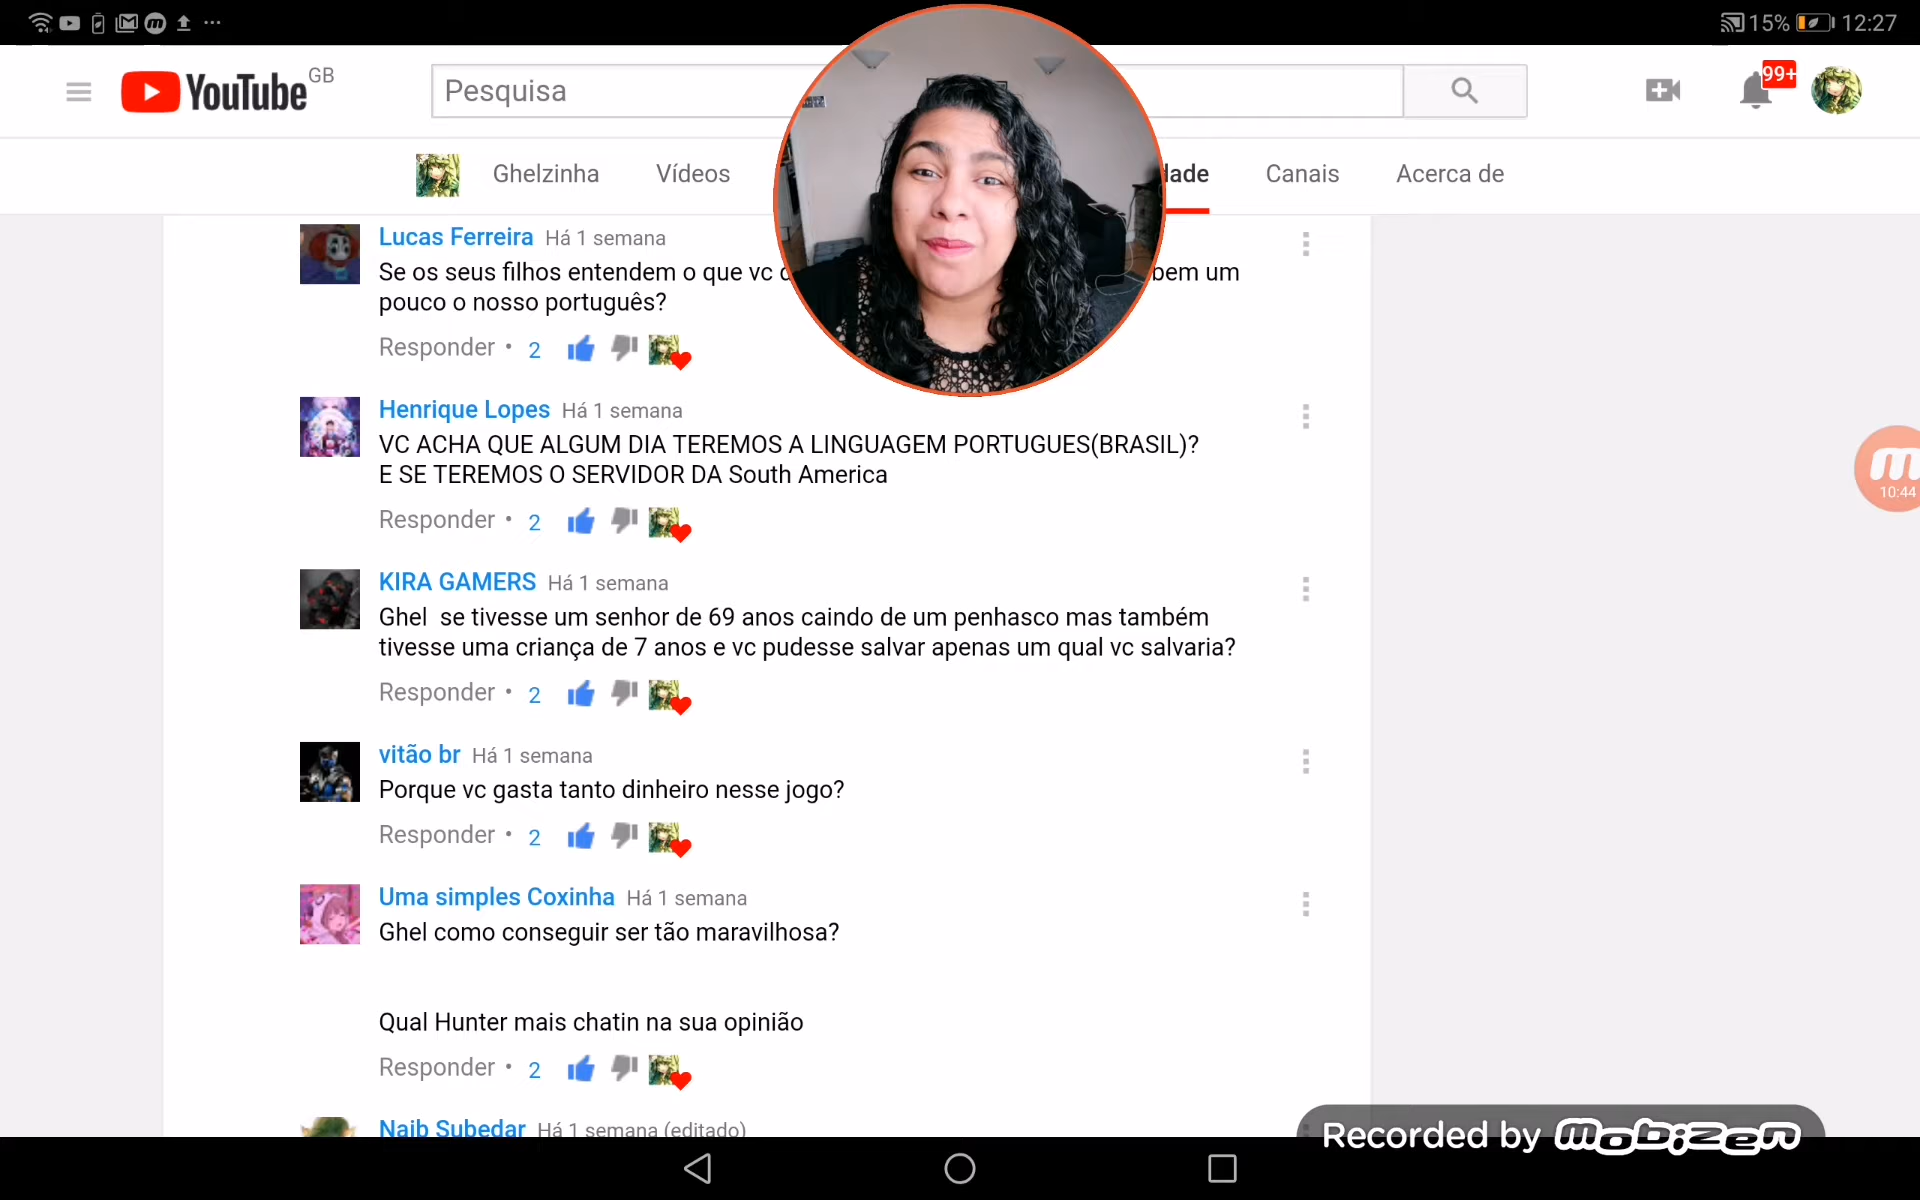 15% 12:27
YouTube GB
Pesquisa
99+
Ghelzinha Vídeos dade Canais Acerca de
Lucas Ferreira Há 1 semana
Se os seus filhos entendem o que vc bem um
pouco o nosso português?
Responder • 2
Henrique Lopes Há 1 semana
VC ACHA QUE ALGUM DIA TEREMOS A LINGUAGEM PORTUGUES(BRASIL)?
E SE TEREMOS O SERVIDOR DA South America
Responder • 2
m
10:44
KIRA GAMERS Há 1 semana
Ghel se tivesse um senhor de 69 anos caindo de um penhasco mas também
tivesse uma criança de 7 anos e vc pudesse salvar apenas um qual vc salvaria?
Responder • 2
vitão br Há 1 semana
Porque vc gasta tanto dinheiro nesse jogo?
Responder • 2
Uma simples Coxinha Há 1 semana
Ghel como conseguir ser tão maravilhosa?
Qual Hunter mais chatin na sua opinião
Responder • 2
Naib Subedar Há 1 semana (editado)
Recorded by mobizen